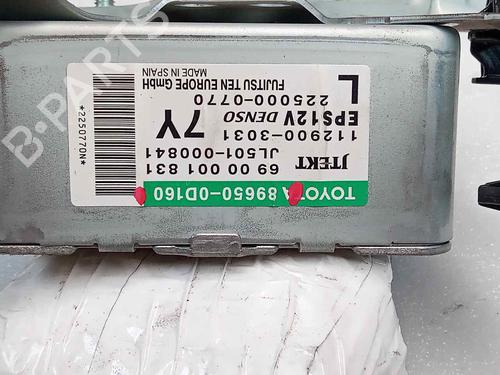 TOYOTA 89650-0D160
69 00 001 831
JTEKT JL501-000841
112900-3031
EPS12V DENSO 7Y
225000-0770
L FUJITSU TEN EUROPE GmbH
MADE IN SPAIN
*2250770N*
B-PARTS